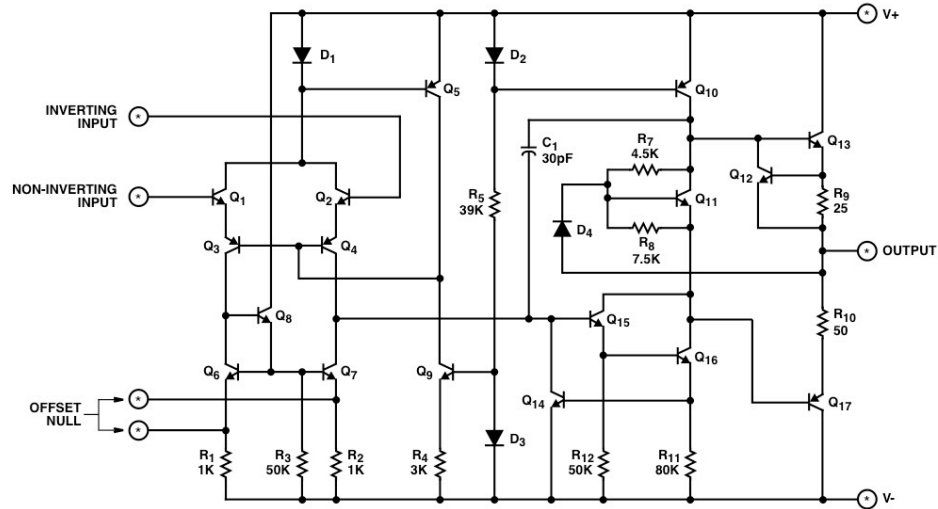 V+
D1
D2
Q5
Q10
INVERTING
INPUT
C1
30pF
R7
4.5K
Q13
Q12
NON-INVERTING
INPUT
Q1
Q2
R5
39K
Q11
R9
25
D4
R8
7.5K
Q3
Q4
OUTPUT
Q8
Q15
R10
50
Q6
Q7
Q9
Q16
OFFSET
NULL
Q14
Q17
D3
R1
1K
R3
50K
R2
1K
R4
3K
R12
50K
R11
80K
V-